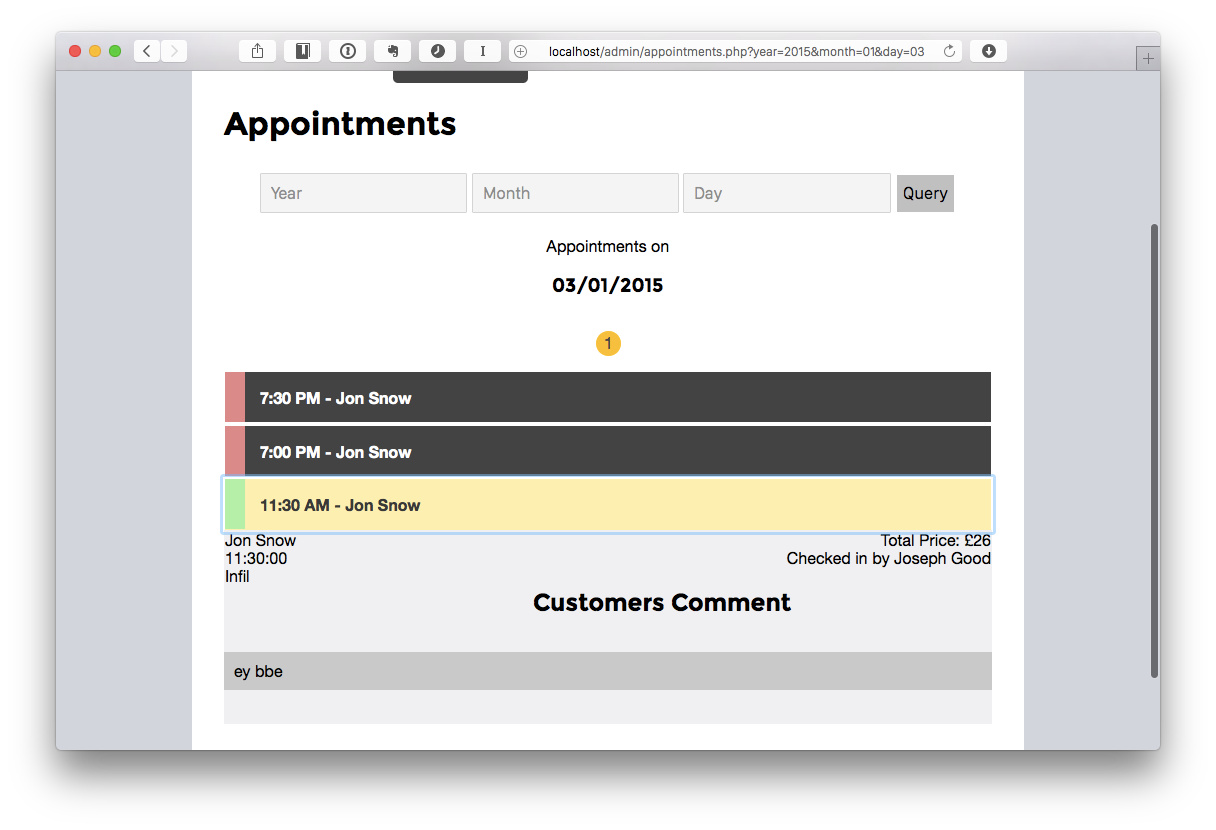 localhost/admin/appointments.php?year=2015&month=01&day=03
Appointments
Year Month Day Query
Appointments on
03/01/2015
1
7:30 PM - Jon Snow
7:00 PM - Jon Snow
11:30 AM - Jon Snow
Jon Snow Total Price: £26
11:30:00 Checked in by Joseph Good
Infil
Customers Comment
ey bbe